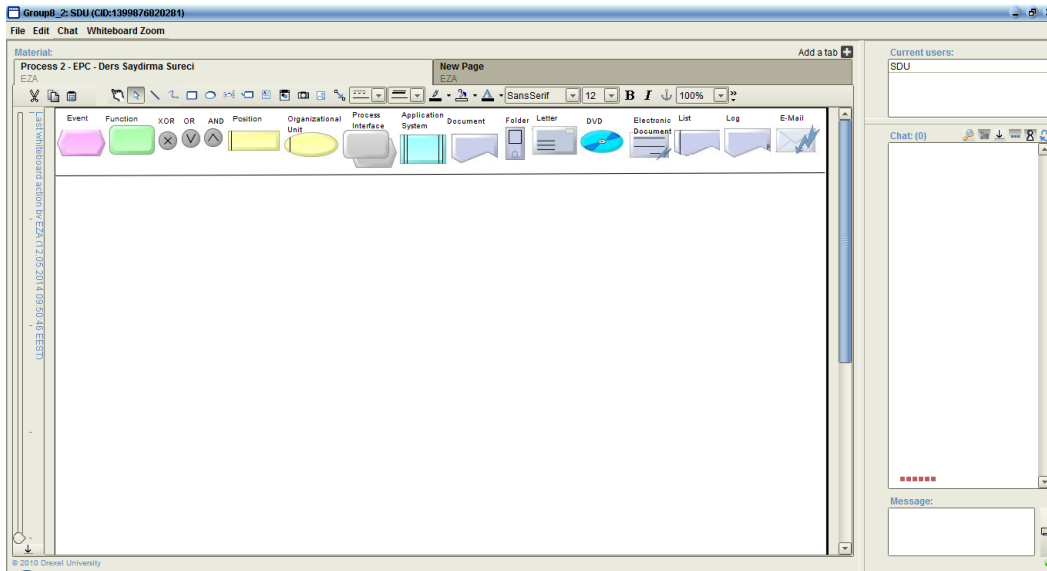 Group8_2: SDU (CID:1399876820281)
File Edit Chat Whiteboard Zoom
Material:
Add a tab
Process 2 - EPC - Ders Saydirma Sureci
EZA
New Page
EZA
SansSerif
12
B
I
100%
Event
Function
XOR
OR
AND
Position
Organizational
Unit
Process
Interface
Application
System
Document
Folder
Letter
DVD
Electronic
Document
List
Log
E-Mail
Last whiteboard action by EZA (12.05.2014 09:50:46 EEST)
© 2010 Drexel University
Current users:
SDU
Chat: (0)
Message: